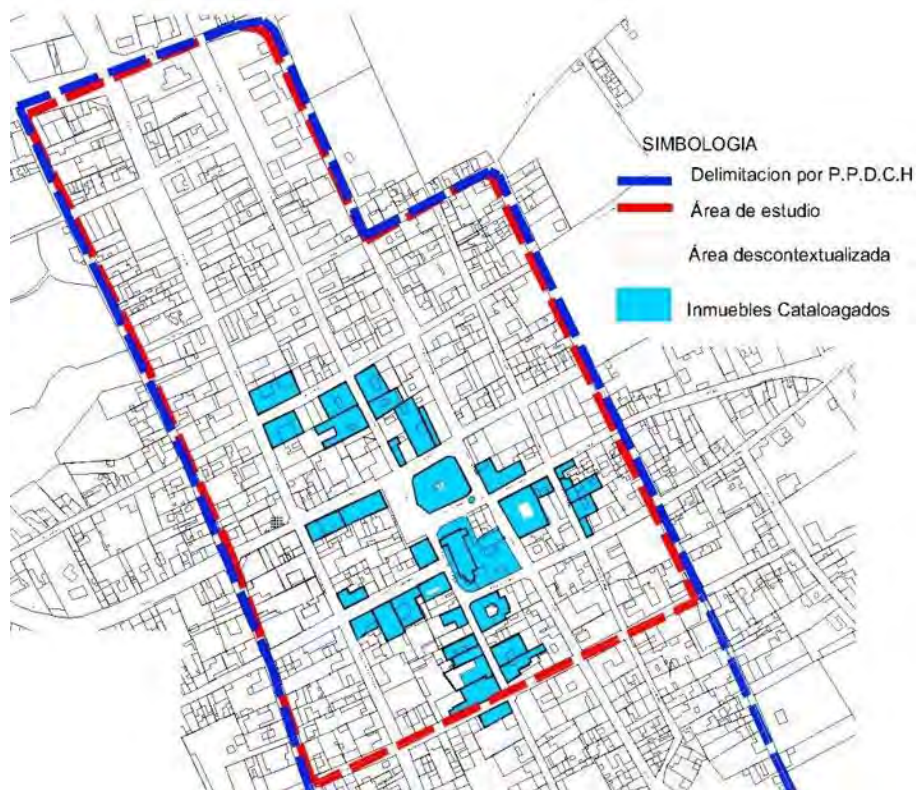 SIMBOLOGIA
Delimitacion por P.P.D.C.H
Área de estudio
Área descontextualizada
Inmuebles Cataloagados